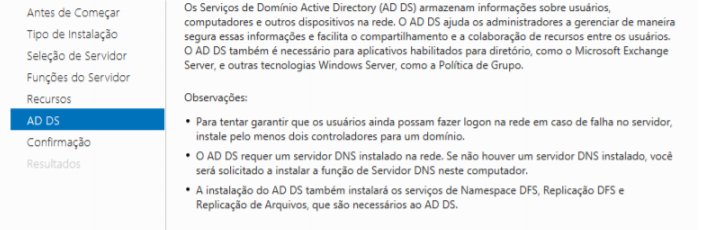 Antes de Começar
Tipo de Instalação
Seleção de Servidor
Funções do Servidor
Recursos
AD DS
Confirmação
Resultados
Os Serviços de Domínio Active Directory (AD DS) armazenam informações sobre usuários,
computadores e outros dispositivos na rede. O AD DS ajuda os administradores a gerenciar de maneira
segura essas informações e facilita o compartilhamento e a colaboração de recursos entre os usuários.
O AD DS também é necessário para aplicativos habilitados para diretório, como o Microsoft Exchange
Server, e outras tecnologias Windows Server, como a Política de Grupo.
Observações:
• Para tentar garantir que os usuários ainda possam fazer logon na rede em caso de falha no servidor,
instale pelo menos dois controladores para um domínio.
• O AD DS requer um servidor DNS instalado na rede. Se não houver um servidor DNS instalado, você
será solicitado a instalar a função de Servidor DNS neste computador.
• A instalação do AD DS também instalará os serviços de Namespace DFS, Replicação DFS e
Replicação de Arquivos, que são necessários ao AD DS.